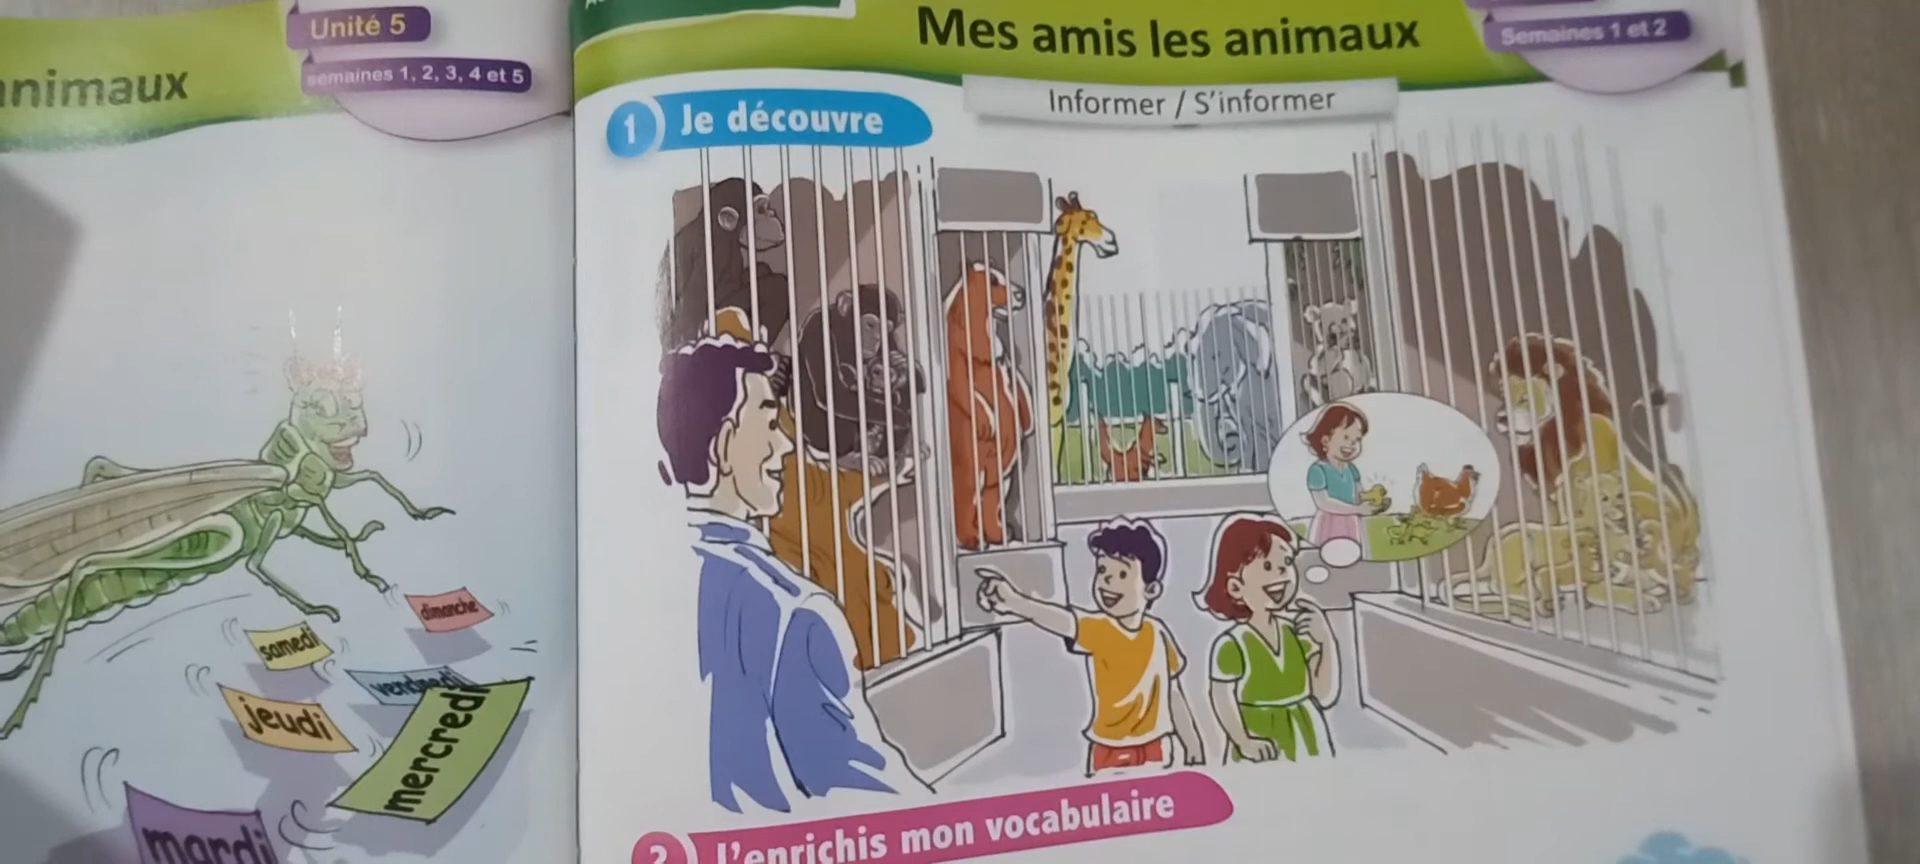 animaux
Unité 5
semaines 1, 2, 3, 4 et 5
dimanche
samedi
vendredi
jeudi
mercredi
mardi
Mes amis les animaux
Semaines 1 et 2
Informer / S'informer
1 Je découvre
2 J'enrichis mon vocabulaire